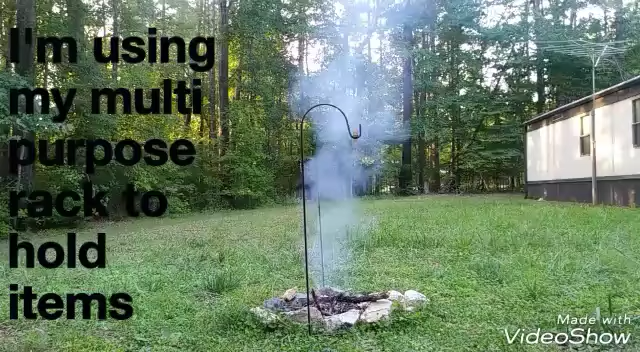 I'm using
my multi
purpose
rack to
hold
items
Made with
VideoShow